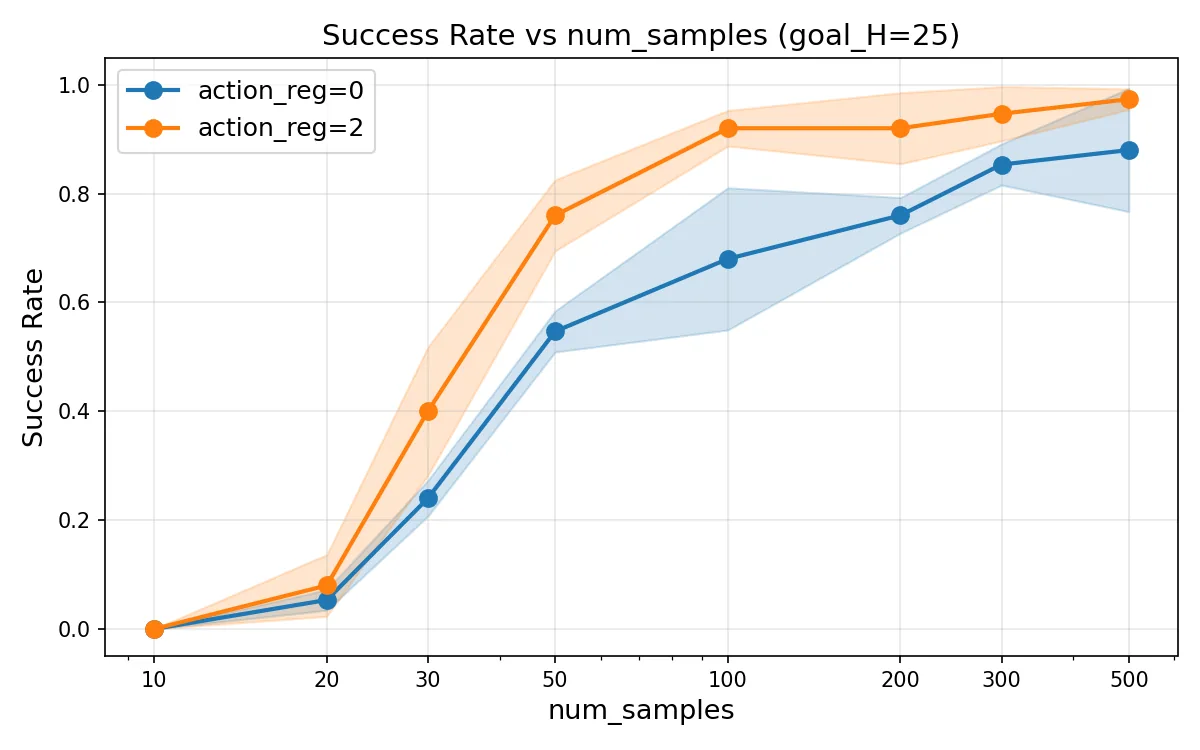 Success Rate vs num_samples (goal_H=25)
action_reg=0
action_reg=2
Success Rate
1.0
0.8
0.6
0.4
0.2
0.0
10 20 30 50 100 200 300 500
num_samples